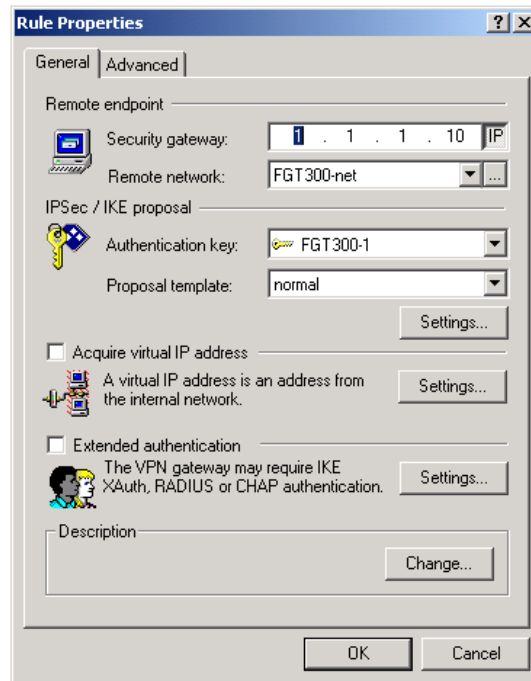 Rule Properties
General Advanced
Remote endpoint
Security gateway: 1 . 1 . 1 . 10 IP
Remote network: FGT300-net ...
IPSec / IKE proposal
Authentication key: FGT300-1
Proposal template: normal
Settings...
Acquire virtual IP address
A virtual IP address is an address from
the internal network.
Settings...
Extended authentication
The VPN gateway may require IKE
XAuth, RADIUS or CHAP authentication.
Settings...
Description
Change...
OK Cancel